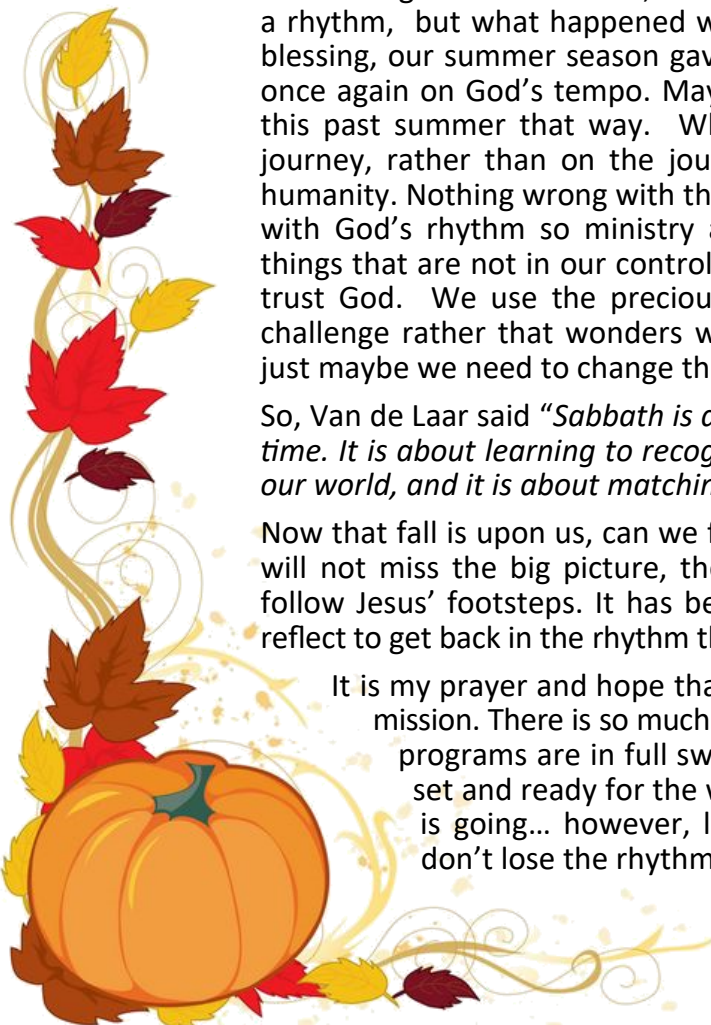 a rhythm, but what happened w
blessing, our summer season gav
once again on God's tempo. May
this past summer that way. Wh
journey, rather than on the jou
humanity. Nothing wrong with th
with God's rhythm so ministry a
things that are not in our control
trust God. We use the preciou
challenge rather that wonders w
just maybe we need to change th
So, Van de Laar said "Sabbath is a
time. It is about learning to recog
our world, and it is about matchin
Now that fall is upon us, can we f
will not miss the big picture, the
follow Jesus' footsteps. It has be
reflect to get back in the rhythm th
It is my prayer and hope tha
mission. There is so much
programs are in full sw
set and ready for the w
is going… however, l
don't lose the rhythm